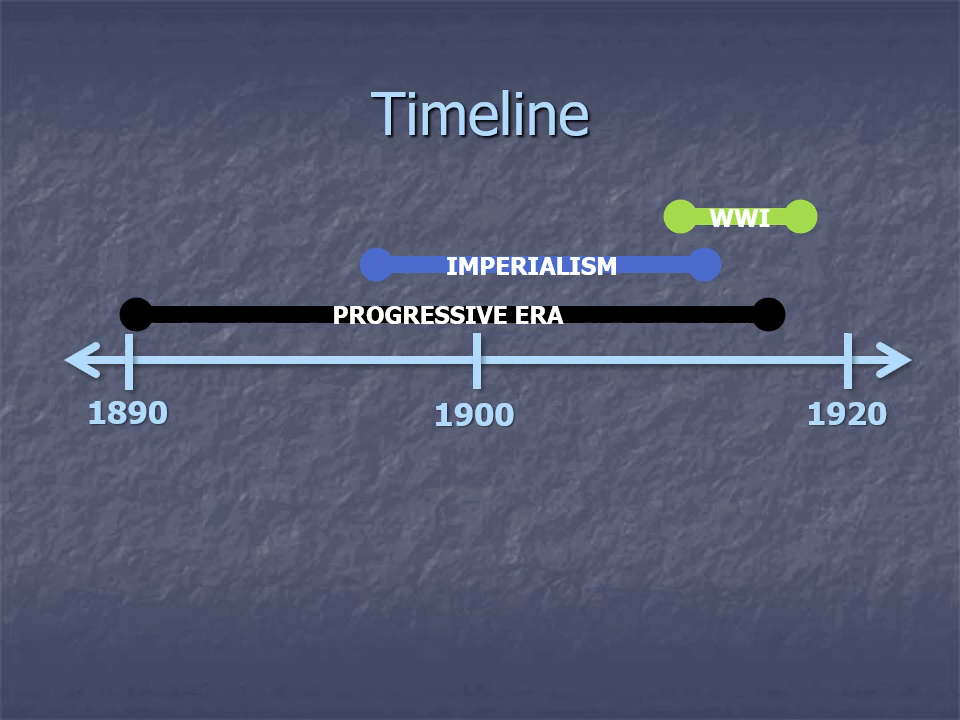 Timeline
WWI
IMPERIALISM
PROGRESSIVE ERA
1890
1900
1920